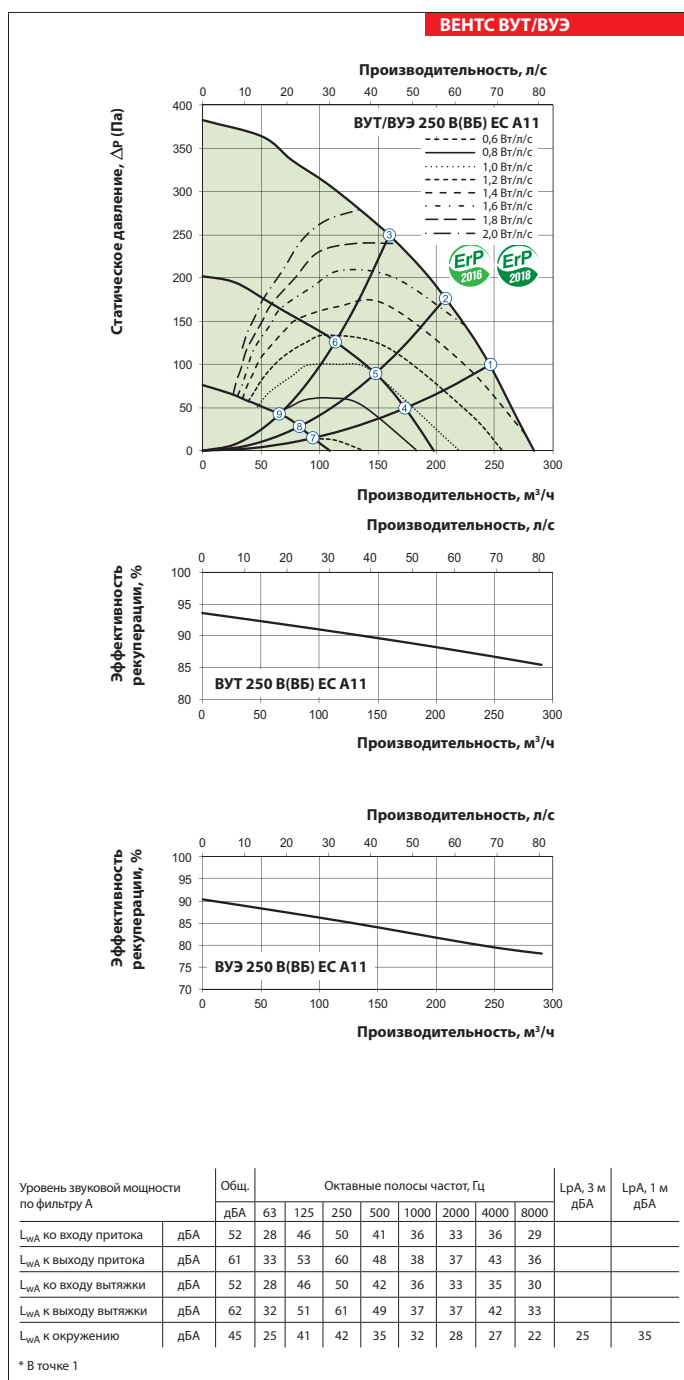 ВЕНТС ВУТ/ВУЭ
Производительность, л/с
0 10 20 30 40 50 60 70 80
Статическое давление, △P (Па)
400
350
300
250
200
150
100
50
0
ВУТ/ВУЭ 250 В(ВБ) ЕС А11
0,6 Вт/л/с
0,8 Вт/л/с
1,0 Вт/л/с
1,2 Вт/л/с
1,4 Вт/л/с
1,6 Вт/л/с
1,8 Вт/л/с
2,0 Вт/л/с
ErP 2016
ErP 2018
3
2
1
6
5
4
9
8
7
0 50 100 150 200 250 300
Производительность, м³/ч
Производительность, л/с
0 10 20 30 40 50 60 70 80
Эффективность
рекуперации, %
100
95
90
85
80
ВУТ 250 В(ВБ) ЕС А11
0 50 100 150 200 250 300
Производительность, м³/ч
Производительность, л/с
0 10 20 30 40 50 60 70 80
Эффективность
рекуперации, %
100
95
90
85
80
75
70
ВУЭ 250 В(ВБ) ЕС А11
0 50 100 150 200 250 300
Производительность, м³/ч
Уровень звуковой мощности
по фильтру А
Общ. Октавные полосы частот, Гц LpA, 3 м LpA, 1 м
дБА 63 125 250 500 1000 2000 4000 8000 дБА дБА
LwA ко входу притока дБА 52 28 46 50 41 36 33 36 29
LwA к выходу притока дБА 61 33 53 60 48 38 37 43 36
LwA ко входу вытяжки дБА 52 28 46 50 42 36 33 35 30
LwA к выходу вытяжки дБА 62 32 51 61 49 37 37 42 33
LwA к окружению дБА 45 25 41 42 35 32 28 27 22 25 35
* В точке 1